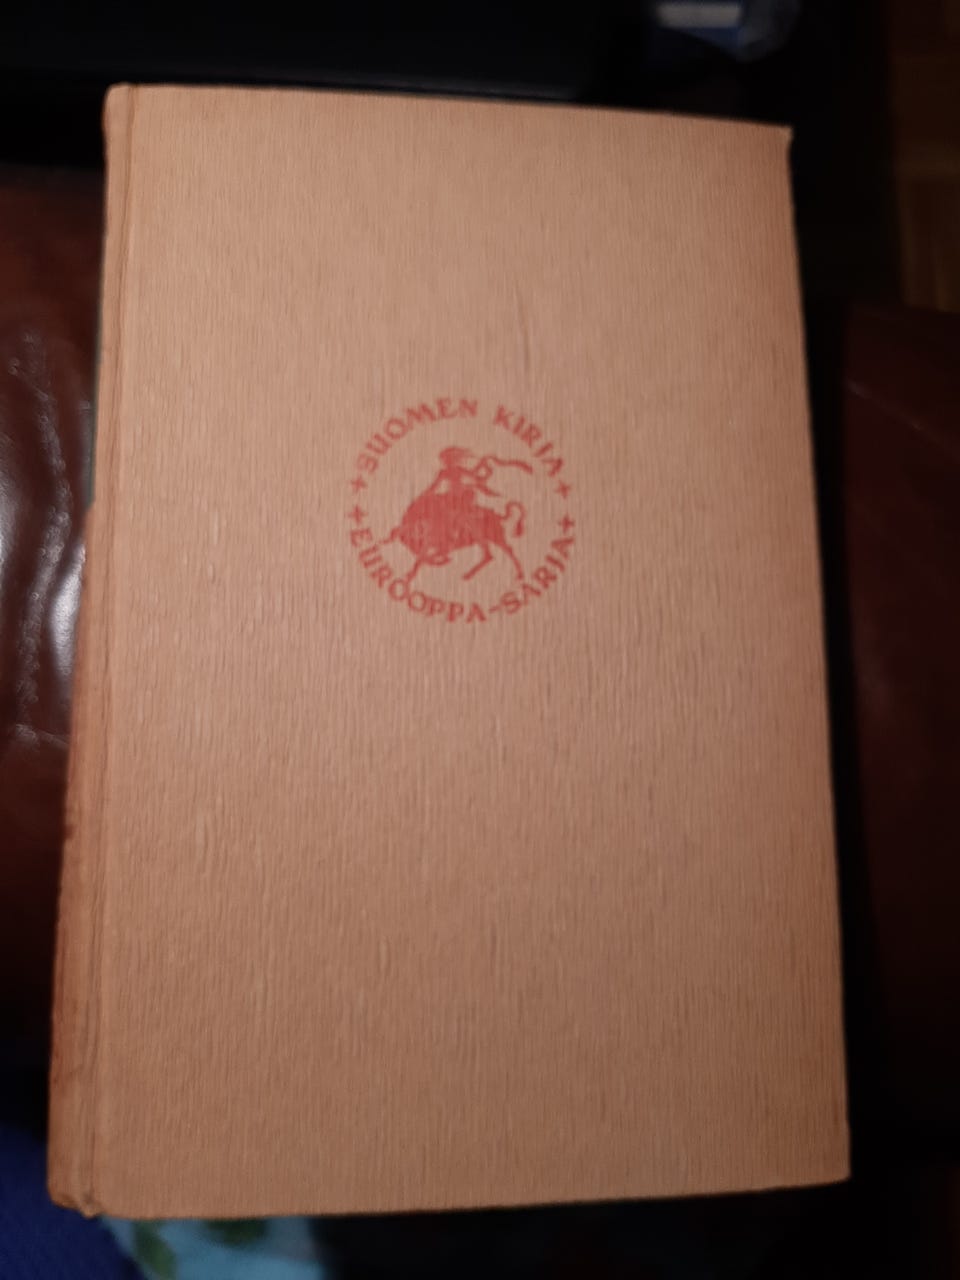 + SUOMEN KIRJA +
+ EUROOPPA-SARJA +